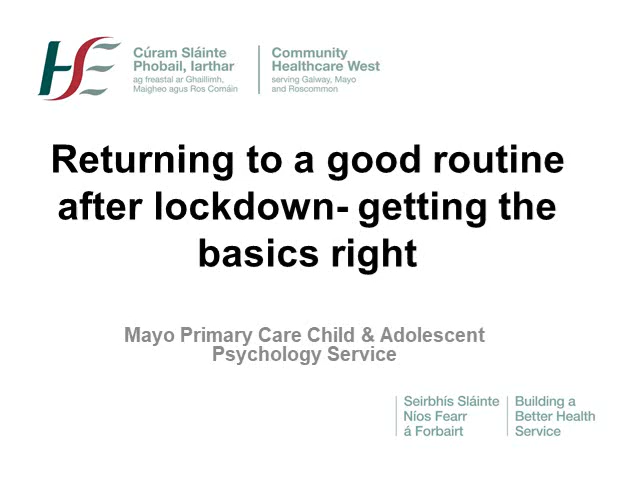 HSE
Cúram Sláinte
Phobail, Iarthar
ag freastal ar Ghaillimh,
Maigheo agus Ros Comáin
Community
Healthcare West
serving Galway, Mayo
and Roscommon
Returning to a good routine
after lockdown- getting the
basics right
Mayo Primary Care Child & Adolescent
Psychology Service
Seirbhís Sláinte
Níos Fearr
á Forbairt
Building a
Better Health
Service